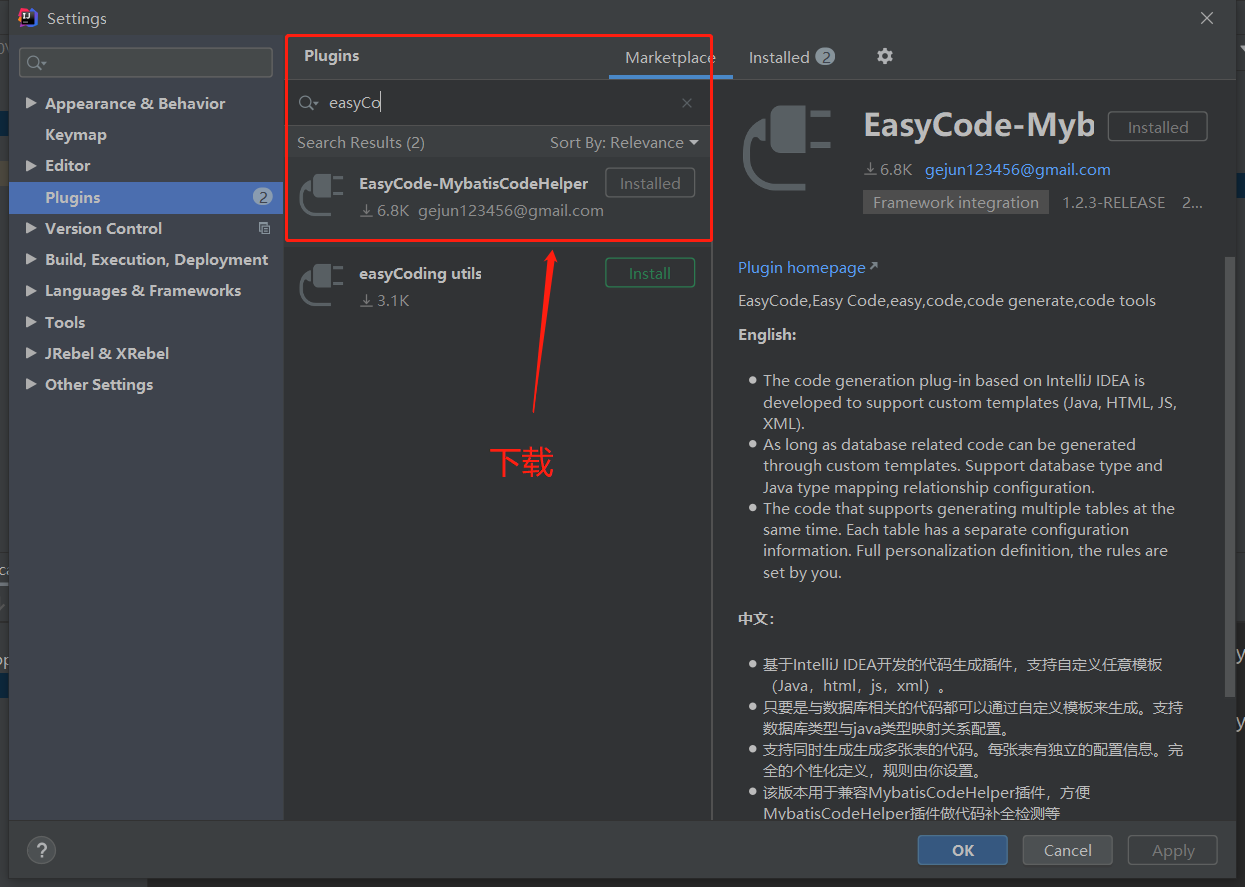 Settings
Plugins
Marketplace
Installed 2
Appearance & Behavior
Keymap
Editor
Plugins 2
Version Control
Build, Execution, Deployment
Languages & Frameworks
Tools
JRebel & XRebel
Other Settings
easyCo
Search Results (2)
Sort By: Relevance
EasyCode-MybatisCodeHelper
Installed
6.8K gejun123456@gmail.com
easyCoding utils
Install
3.1K
下载
EasyCode-Myb
Installed
6.8K gejun123456@gmail.com
Framework integration 1.2.3-RELEASE 2...
Plugin homepage
EasyCode,Easy Code,easy,code,code generate,code tools
English:
The code generation plug-in based on IntelliJ IDEA is
developed to support custom templates (Java, HTML, JS,
XML).
As long as database related code can be generated
through custom templates. Support database type and
Java type mapping relationship configuration.
The code that supports generating multiple tables at the
same time. Each table has a separate configuration
information. Full personalization definition, the rules are
set by you.
中文：
基于IntelliJ IDEA开发的代码生成插件，支持自定义任意模板
（Java，html，js，xml）。
只要是与数据库相关的代码都可以通过自定义模板来生成。支持
数据库类型与java类型映射关系配置。
支持同时生成生成多张表的代码。每张表有独立的配置信息。完
全的个性化定义，规则由你设置。
该版本用于兼容MybatisCodeHelper插件，方便
MybatisCodeHelper插件做代码补全检测等
?
OK
Cancel
Apply